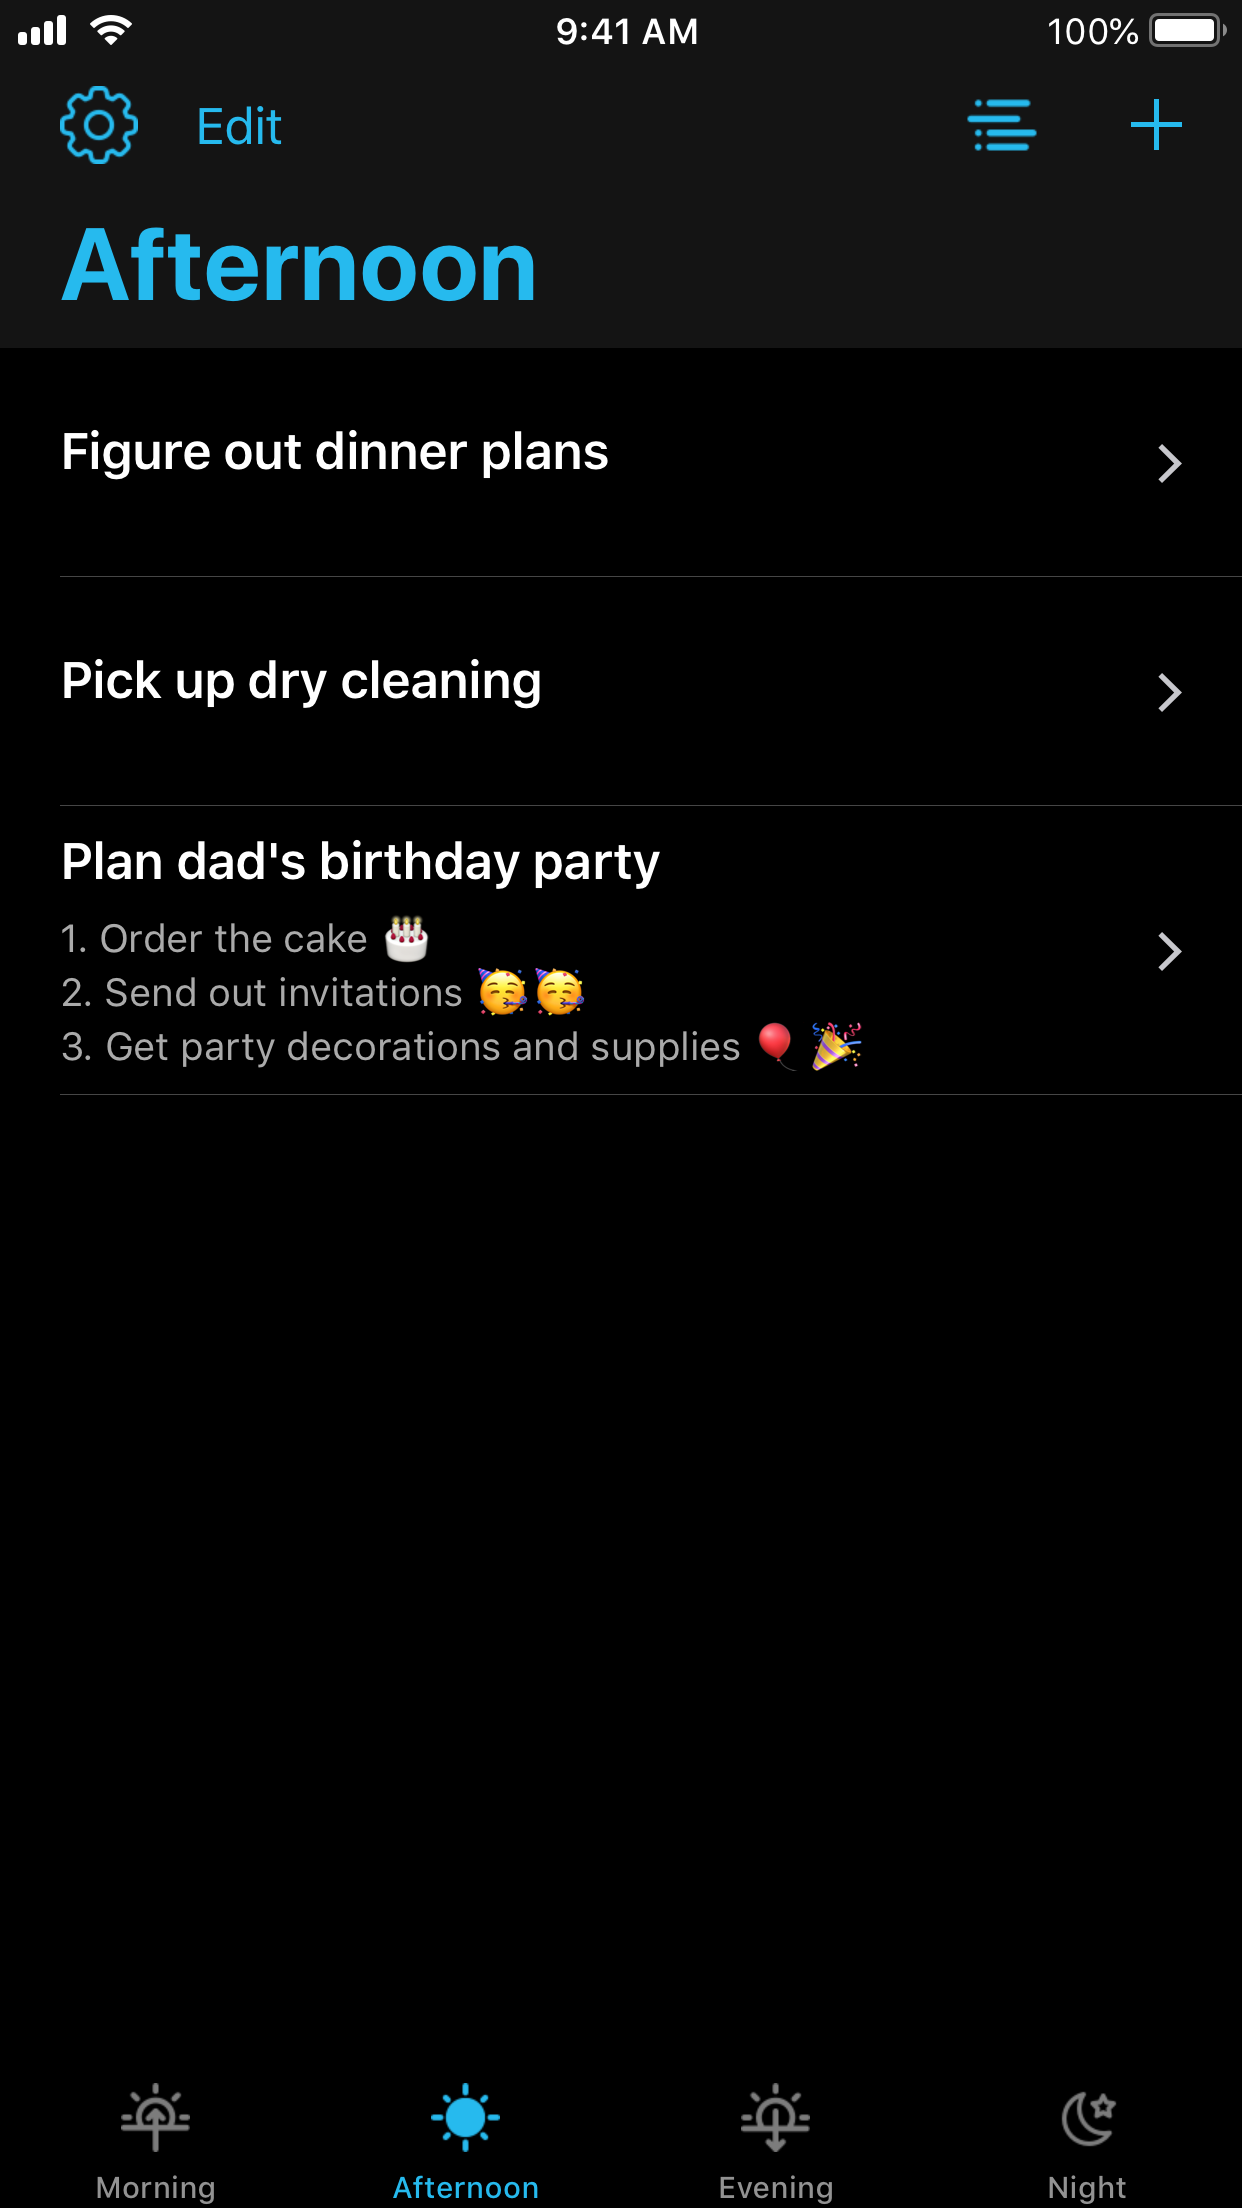 9:41 AM
100%
Edit
Afternoon
Figure out dinner plans
Pick up dry cleaning
Plan dad's birthday party
1. Order the cake 🎂
2. Send out invitations 🥳🥳
3. Get party decorations and supplies 🎈🎉
Morning
Afternoon
Evening
Night